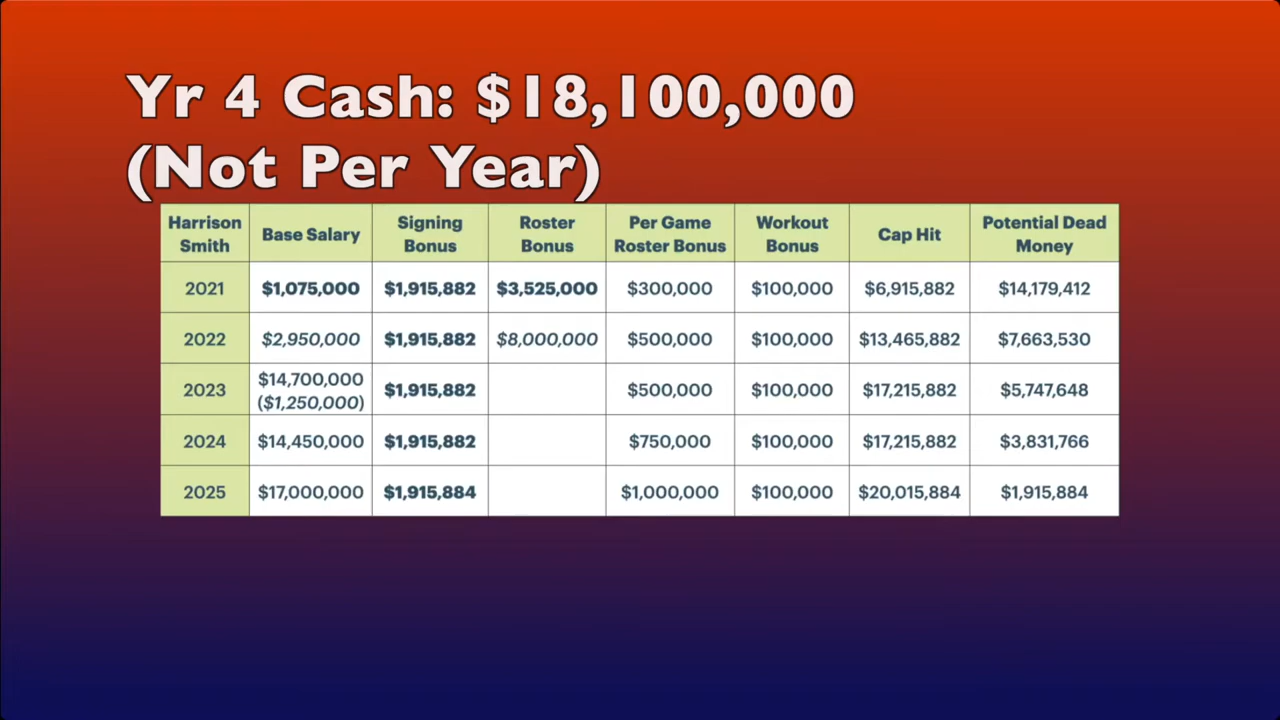 Yr 4 Cash: $18,100,000
(Not Per Year)
Harrison Smith Base Salary Signing Bonus Roster Bonus Per Game Roster Bonus Workout Bonus Cap Hit Potential Dead Money
2021 $1,075,000 $1,915,882 $3,525,000 $300,000 $100,000 $6,915,882 $14,179,412
2022 $2,950,000 $1,915,882 $8,000,000 $500,000 $100,000 $13,465,882 $7,663,530
2023 $14,700,000 ($1,250,000) $1,915,882 $500,000 $100,000 $17,215,882 $5,747,648
2024 $14,450,000 $1,915,882 $750,000 $100,000 $17,215,882 $3,831,766
2025 $17,000,000 $1,915,884 $1,000,000 $100,000 $20,015,884 $1,915,884